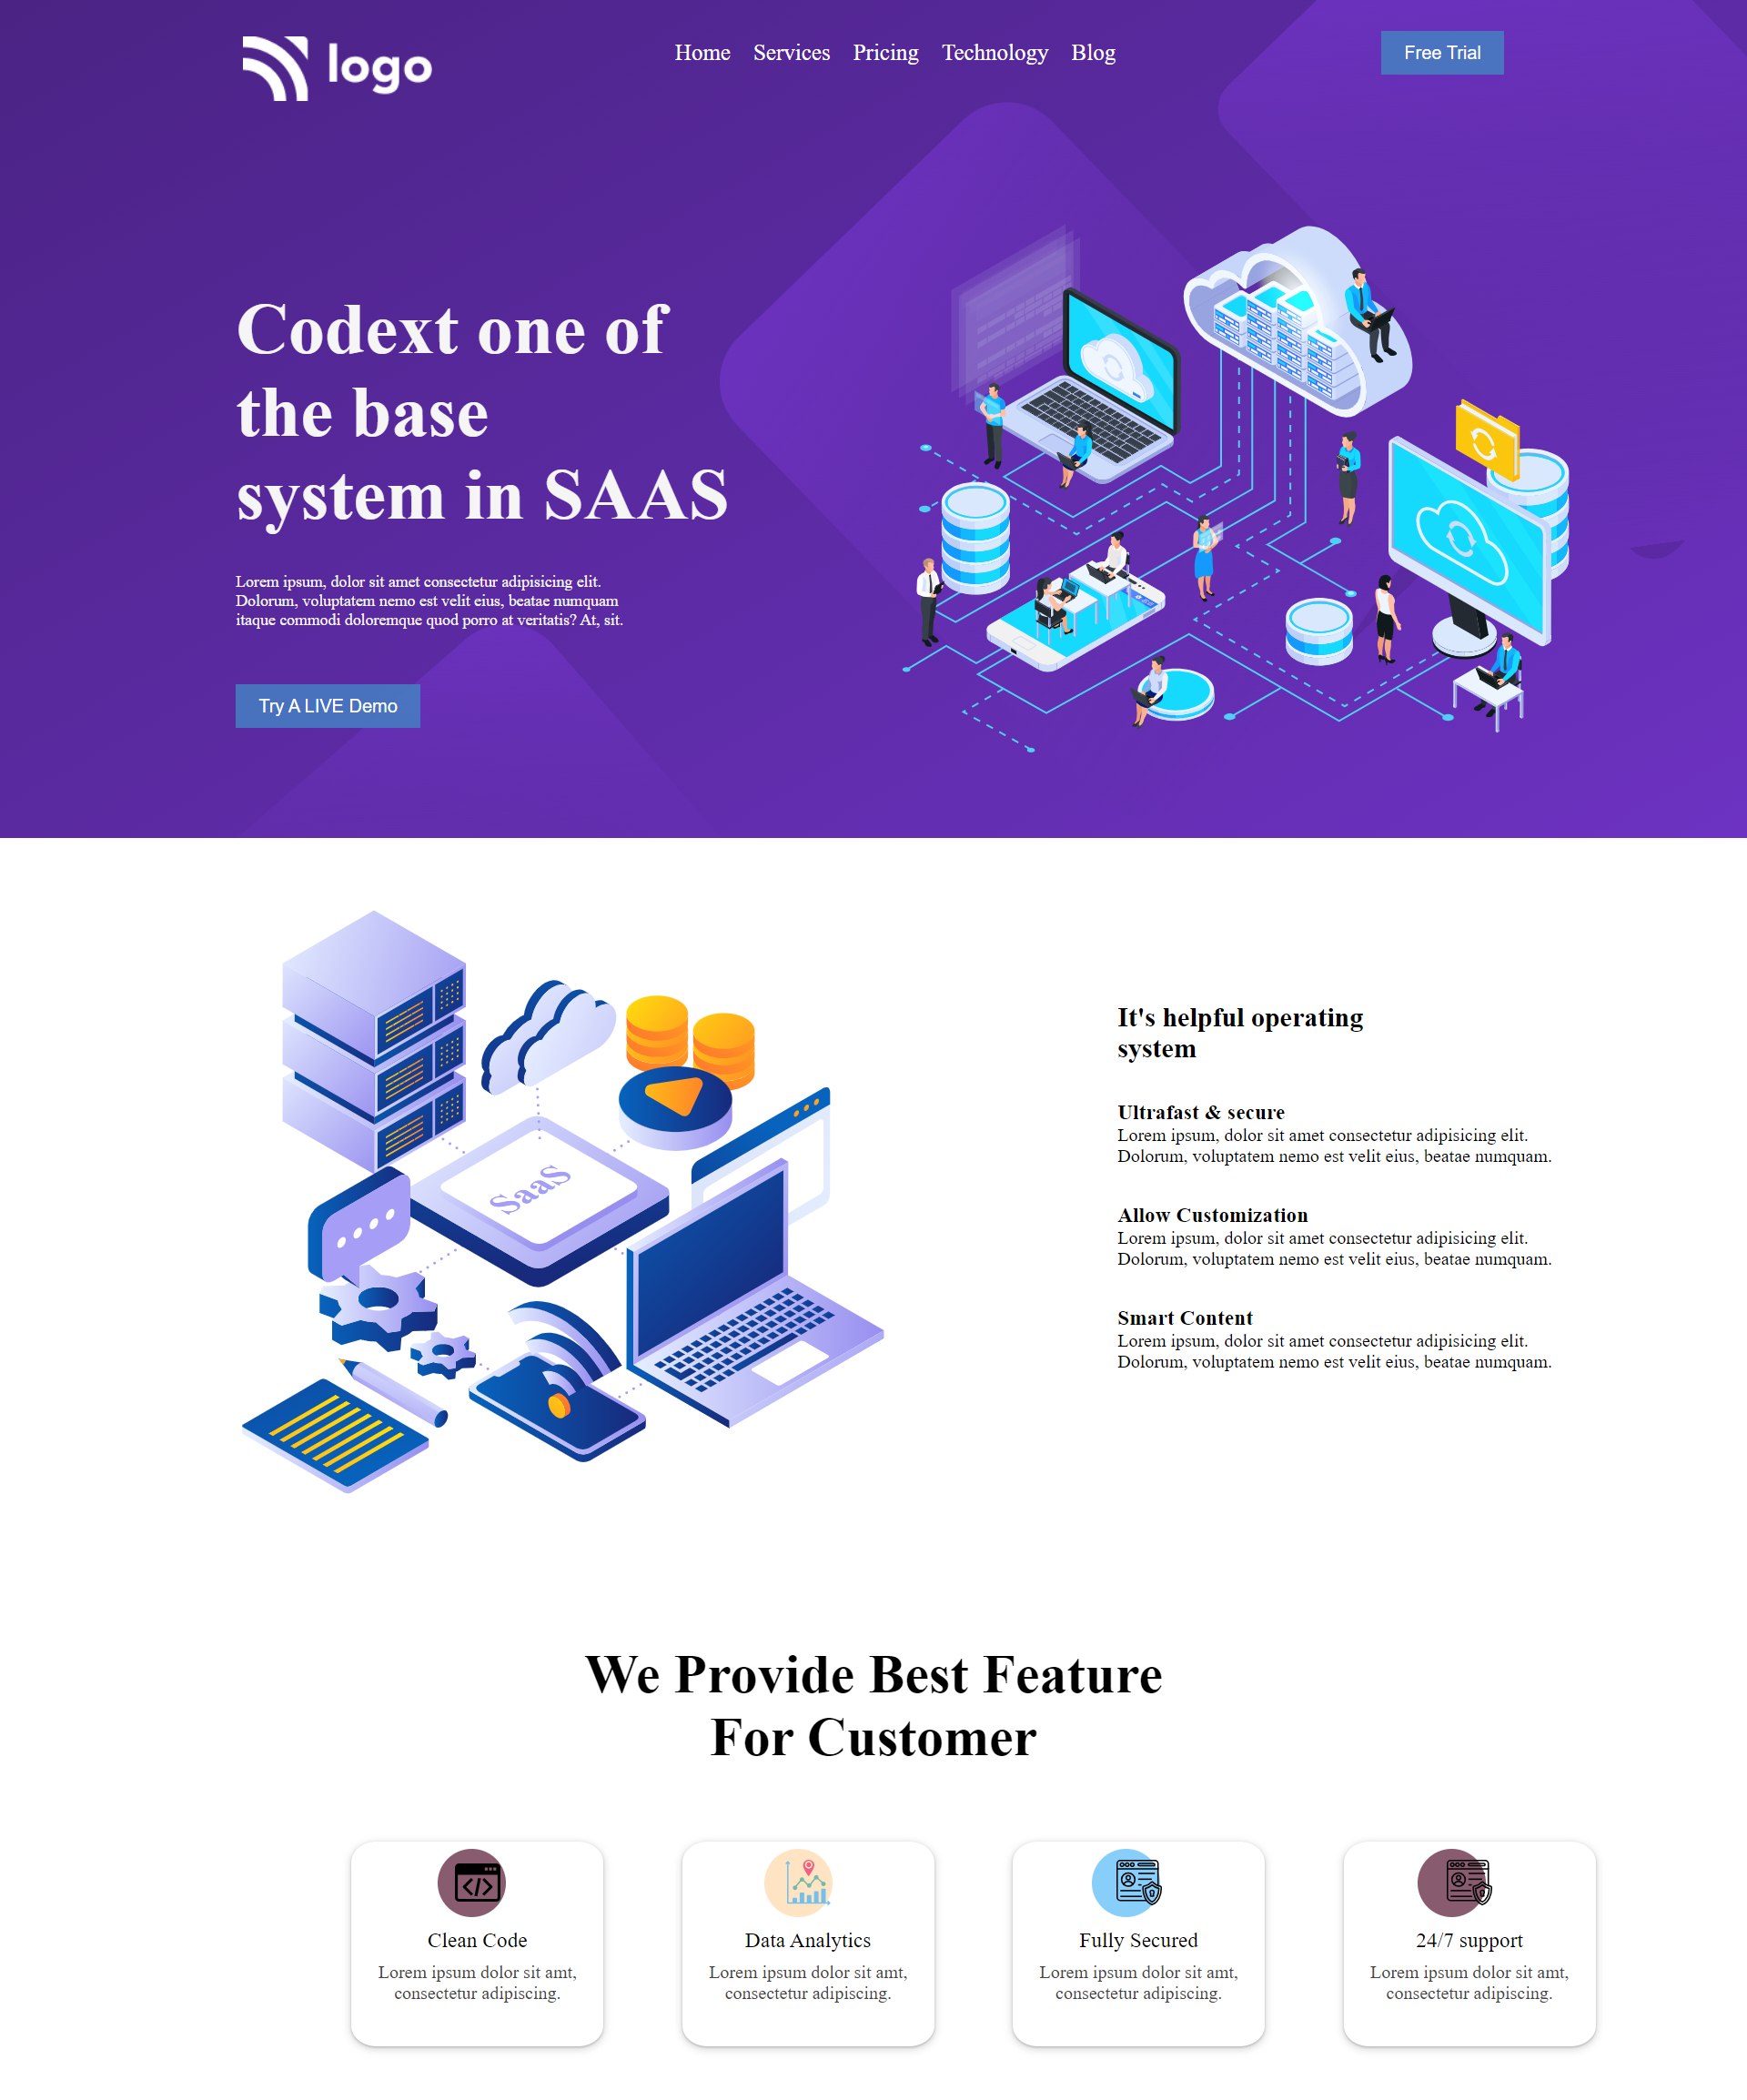 logo
Home Services Pricing Technology Blog
Free Trial
Codext one of
the base
system in SAAS
Lorem ipsum, dolor sit amet consectetur adipisicing elit.
Dolorum, voluptatem nemo est velit eius, beatae numquam
itaque commodi doloremque quod porro at veritatis? At, sit.
Try A LIVE Demo
SaaS
It's helpful operating
system
Ultrafast & secure
Lorem ipsum, dolor sit amet consectetur adipisicing elit.
Dolorum, voluptatem nemo est velit eius, beatae numquam.
Allow Customization
Lorem ipsum, dolor sit amet consectetur adipisicing elit.
Dolorum, voluptatem nemo est velit eius, beatae numquam.
Smart Content
Lorem ipsum, dolor sit amet consectetur adipisicing elit.
Dolorum, voluptatem nemo est velit eius, beatae numquam.
We Provide Best Feature
For Customer
Clean Code
Lorem ipsum dolor sit amt,
consectetur adipiscing.
Data Analytics
Lorem ipsum dolor sit amt,
consectetur adipiscing.
Fully Secured
Lorem ipsum dolor sit amt,
consectetur adipiscing.
24/7 support
Lorem ipsum dolor sit amt,
consectetur adipiscing.